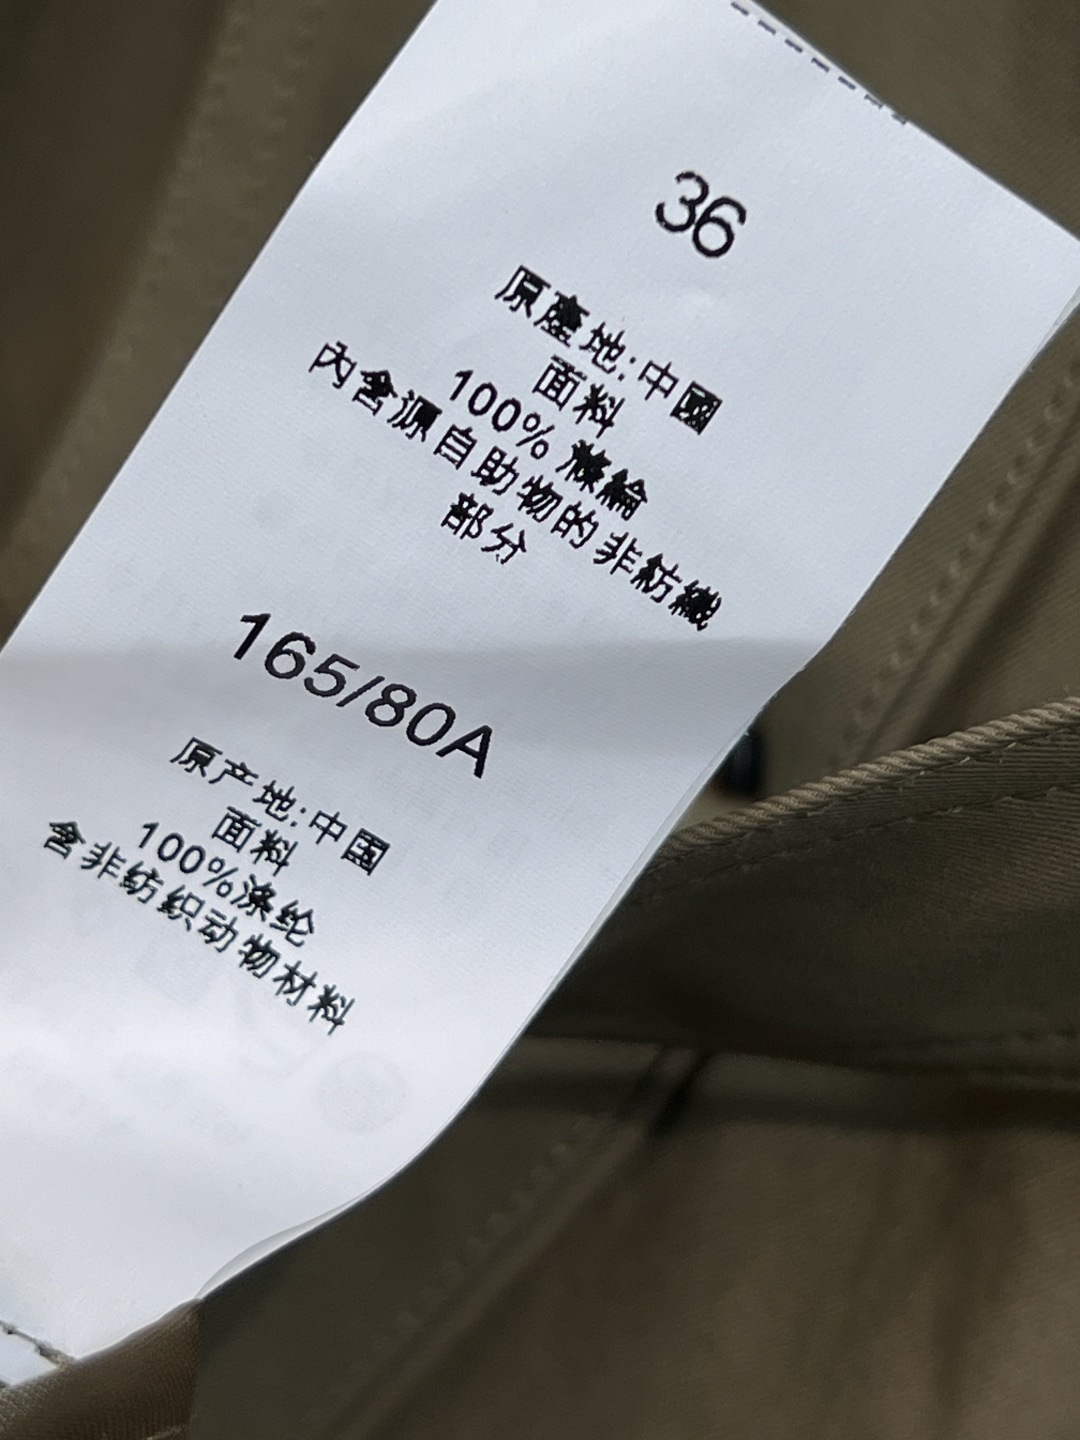 36
原產地:中國
面料
100% 滌綸
內含源自助物的非紡織
部分
165/80A
原产地:中国
面料
100%涤纶
含非纺织动物材料